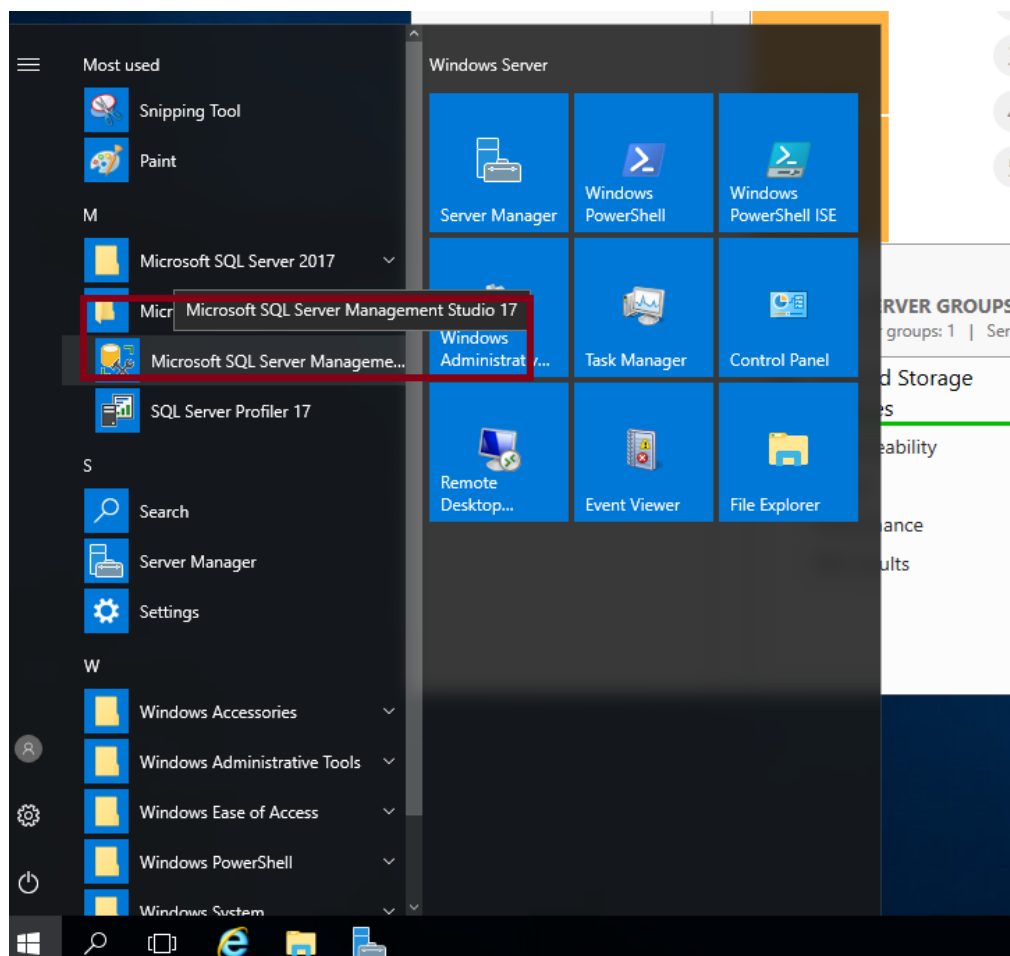 Most used
Snipping Tool
Paint
M
Microsoft SQL Server 2017
Micr
Microsoft SQL Server Management Studio 17
Microsoft SQL Server Manageme...
SQL Server Profiler 17
S
Search
Server Manager
Settings
W
Windows Accessories
Windows Administrative Tools
Windows Ease of Access
Windows PowerShell
Windows System
Windows Server
Server Manager
Windows
PowerShell
Windows
PowerShell ISE
Windows
Administrativ...
Task Manager
Control Panel
Remote
Desktop...
Event Viewer
File Explorer
RVER GROUPS
groups: 1 | Ser
d Storage
es
eability
ance
ults